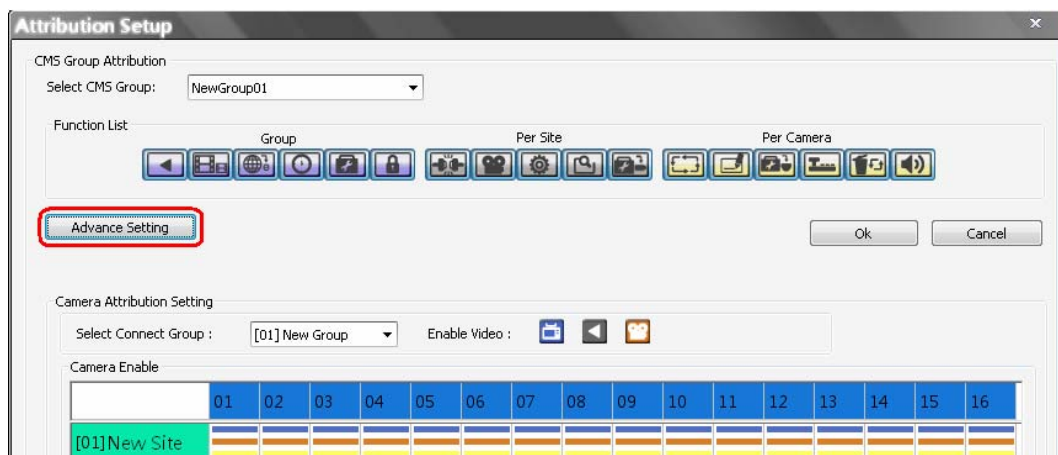 Attribution Setup
CMS Group Attribution
Select CMS Group: NewGroup01
Function List
Group Per Site Per Camera
Advance Setting Ok Cancel
Camera Attribution Setting
Select Connect Group : [01] New Group Enable Video :
Camera Enable
01 02 03 04 05 06 07 08 09 10 11 12 13 14 15 16
[01]New Site